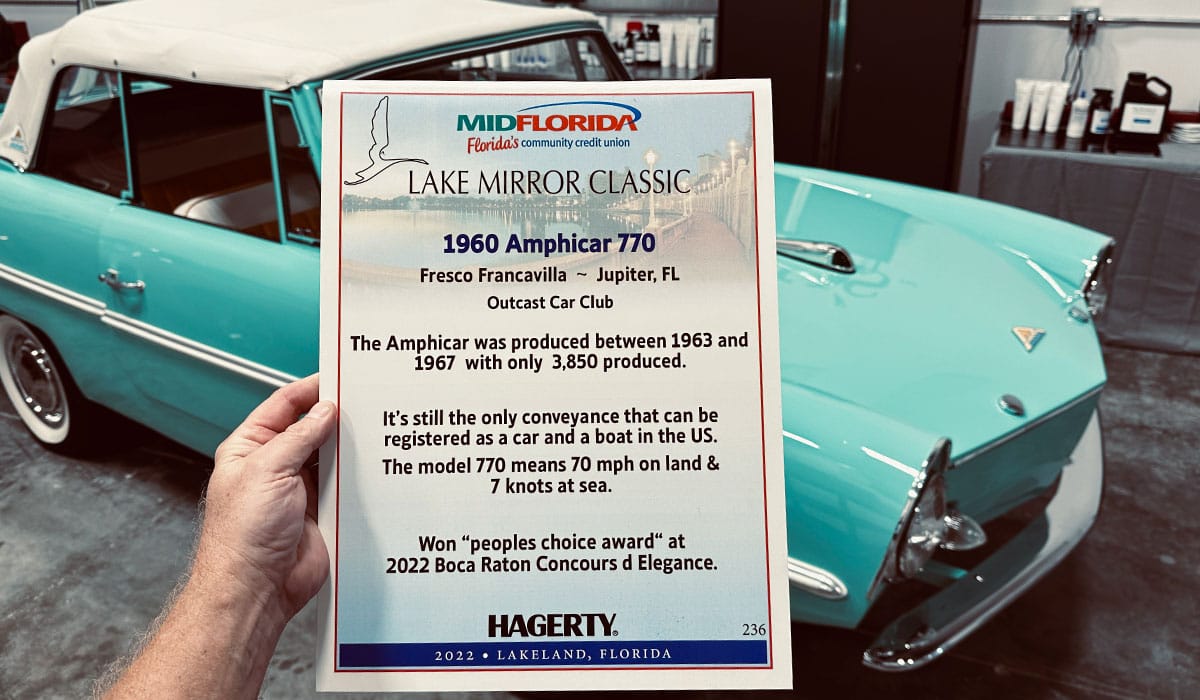 MIDFLORIDA
Florida's community credit union
LAKE MIRROR CLASSIC
1960 Amphicar 770
Fresco Francavilla ~ Jupiter, FL
Outcast Car Club
The Amphicar was produced between 1963 and
1967 with only 3,850 produced.
It's still the only conveyance that can be
registered as a car and a boat in the US.
The model 770 means 70 mph on land &
7 knots at sea.
Won “peoples choice award“ at
2022 Boca Raton Concours d Elegance.
HAGERTY®
236
2022 • LAKELAND, FLORIDA